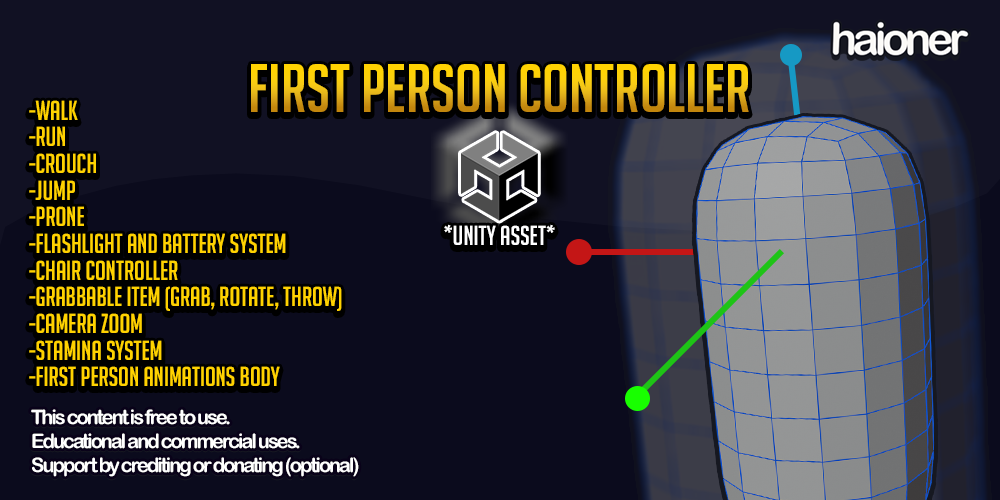 haioner
FIRST PERSON CONTROLLER
*UNITY ASSET*
-WALK
-RUN
-CROUCH
-JUMP
-PRONE
-FLASHLIGHT AND BATTERY SYSTEM
-CHAIR CONTROLLER
-GRABBABLE ITEM (GRAB, ROTATE, THROW)
-CAMERA ZOOM
-STAMINA SYSTEM
-FIRST PERSON ANIMATIONS BODY
This content is free to use.
Educational and commercial uses.
Support by crediting or donating (optional)